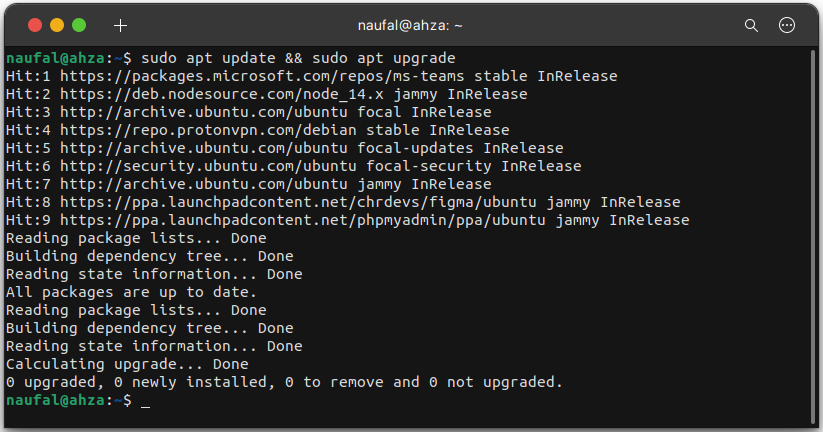 naufal@ahza: ~
naufal@ahza:~$ sudo apt update && sudo apt upgrade
Hit:1 https://packages.microsoft.com/repos/ms-teams stable InRelease
Hit:2 https://deb.nodesource.com/node_14.x jammy InRelease
Hit:3 http://archive.ubuntu.com/ubuntu focal InRelease
Hit:4 https://repo.protonvpn.com/debian stable InRelease
Hit:5 http://archive.ubuntu.com/ubuntu focal-updates InRelease
Hit:6 http://security.ubuntu.com/ubuntu focal-security InRelease
Hit:7 http://archive.ubuntu.com/ubuntu jammy InRelease
Hit:8 https://ppa.launchpadcontent.net/chrdevs/figma/ubuntu jammy InRelease
Hit:9 https://ppa.launchpadcontent.net/phpmyadmin/ppa/ubuntu jammy InRelease
Reading package lists... Done
Building dependency tree... Done
Reading state information... Done
All packages are up to date.
Reading package lists... Done
Building dependency tree... Done
Reading state information... Done
Calculating upgrade... Done
0 upgraded, 0 newly installed, 0 to remove and 0 not upgraded.
naufal@ahza:~$ _